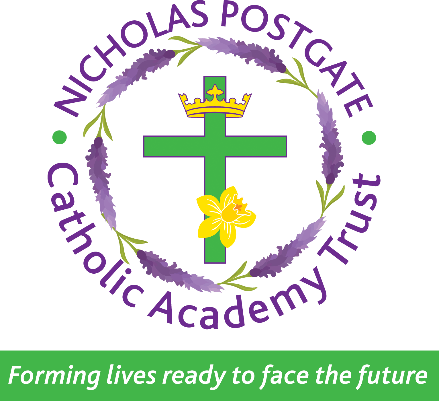 NICHOLAS POSTGATE
Catholic Academy Trust
Forming lives ready to face the future